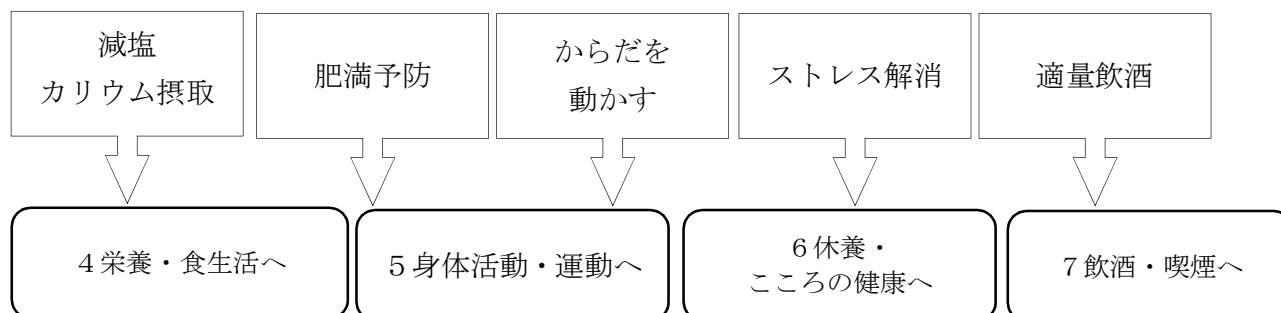 減塩
カリウム摂取
肥満予防
からだを
動かす
ストレス解消
適量飲酒
４栄養・食生活へ
５身体活動・運動へ
６休養・
こころの健康へ
７飲酒・喫煙へ